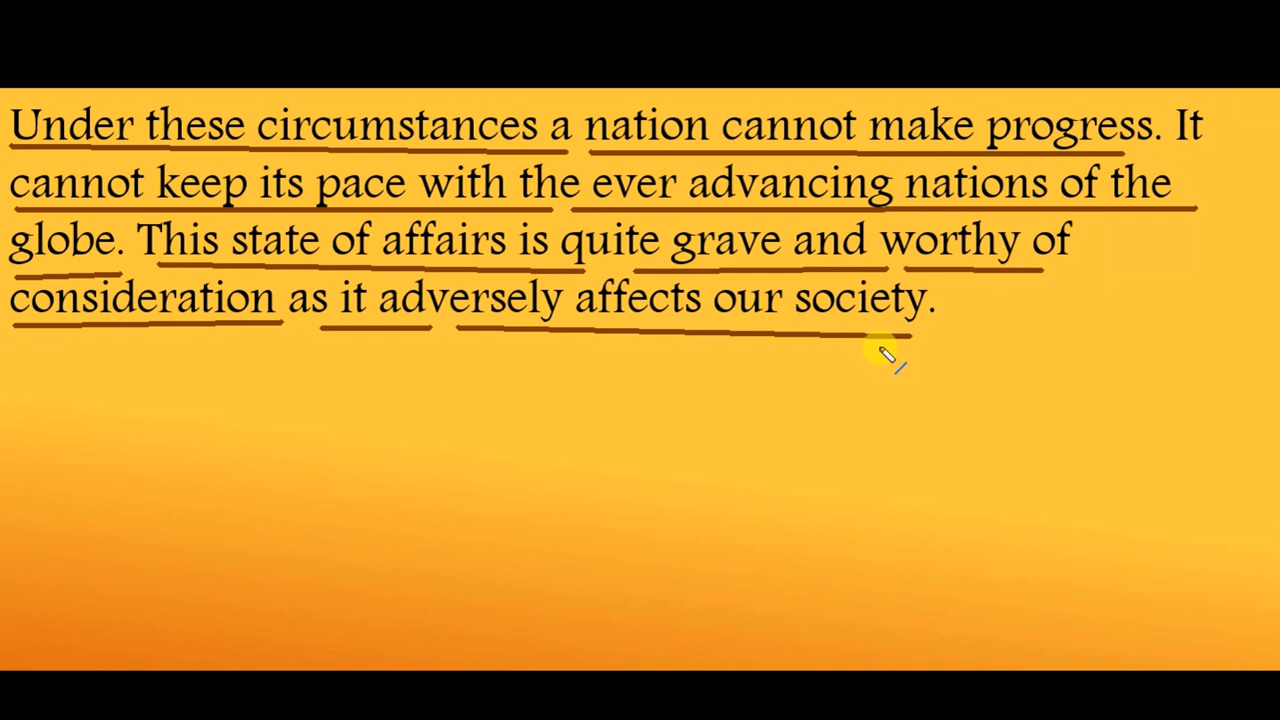 Under these circumstances a nation cannot make progress. It
cannot keep its pace with the ever advancing nations of the
globe. This state of affairs is quite grave and worthy of
consideration as it adversely affects our society.